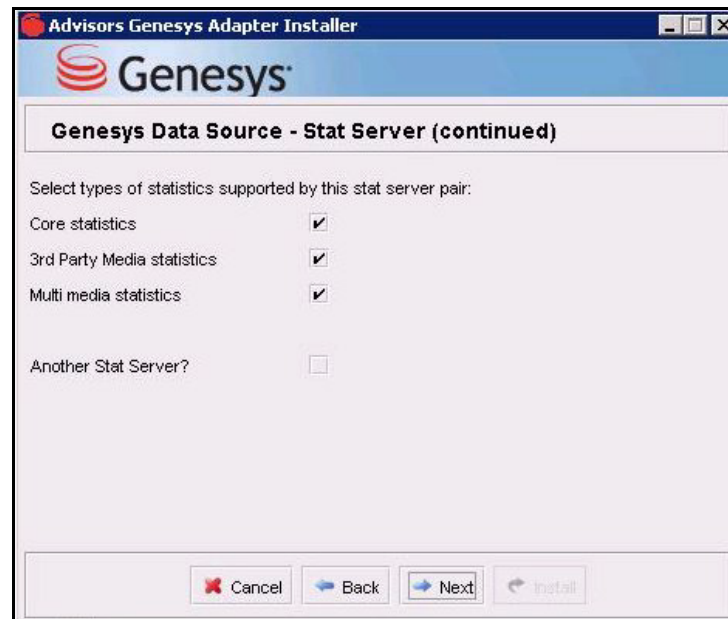 Advisors Genesys Adapter Installer
Genesys
Genesys Data Source - Stat Server (continued)
Select types of statistics supported by this stat server pair:
Core statistics
3rd Party Media statistics
Multi media statistics
Another Stat Server?
Cancel Back Next Install